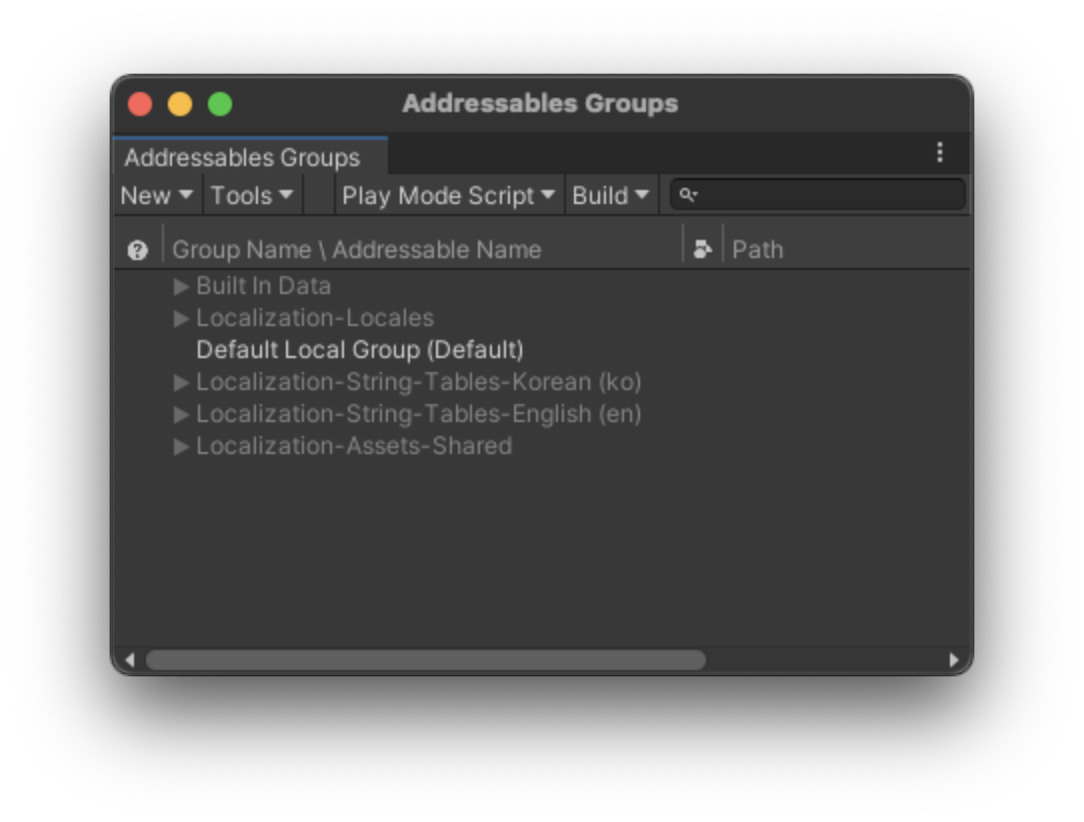 Addressables Groups
Addressables Groups
New Tools Play Mode Script Build
Group Name \ Addressable Name Path
Built In Data
Localization-Locales
Default Local Group (Default)
Localization-String-Tables-Korean (ko)
Localization-String-Tables-English (en)
Localization-Assets-Shared